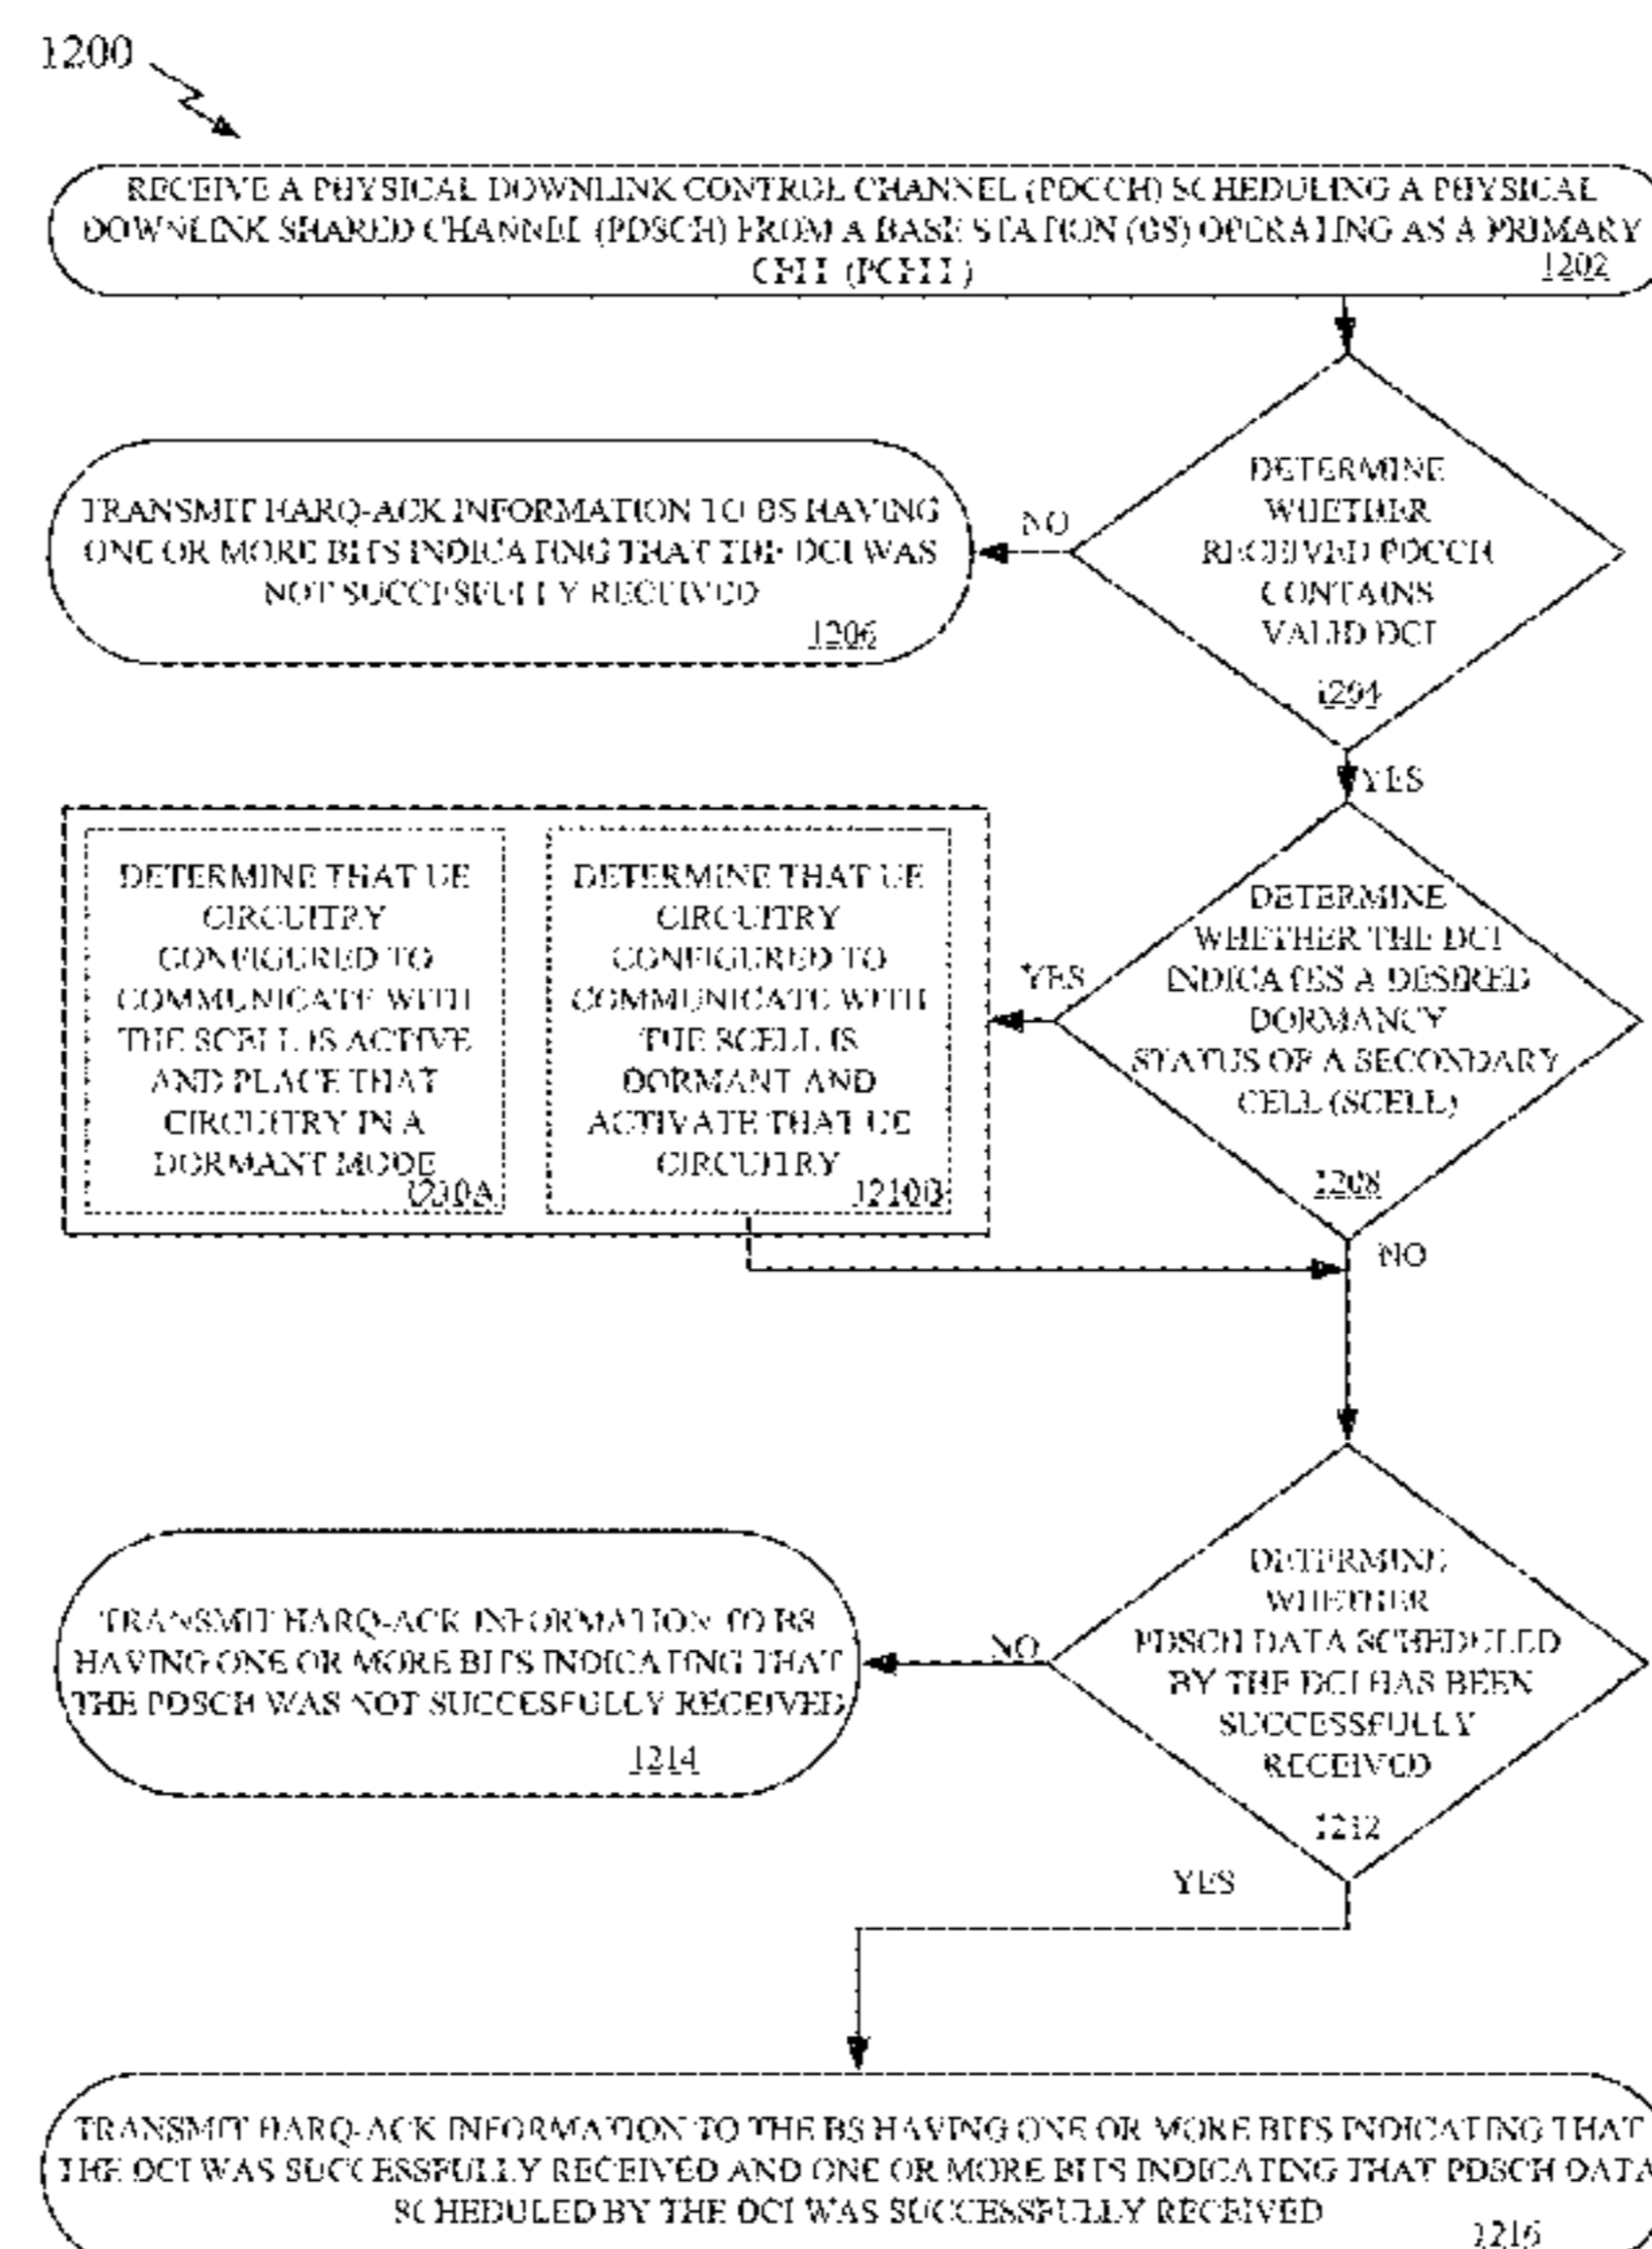 1200
RECEIVE A PHYSICAL DOWNLINK CONTROL CHANNEL (PDCCH) SCHEDULING A PHYSICAL
DOWNLINK SHARED CHANNEL (PDSCH) FROM A BASE STATION (BS) OPERATING AS A PRIMARY
CELL (PCELL)
1202
DETERMINE
WHETHER
RECEIVED PDCCH
CONTAINS
VALID DCI
1204
NO
TRANSMIT HARQ-ACK INFORMATION TO BS HAVING
ONE OR MORE BITS INDICATING THAT THE DCI WAS
NOT SUCCESFULLY RECEIVED
1206
YES
DETERMINE
WHETHER THE DCI
INDICATES A DESIRED
DORMANCY
STATUS OF A SECONDARY
CELL (SCELL)
1208
YES
DETERMINE THAT UE
CIRCUITRY
CONFIGURED TO
COMMUNICATE WITH
THE SCELL IS ACTIVE
AND PLACE THAT
CIRCUITRY IN A
DORMANT MODE
1210A
DETERMINE THAT UE
CIRCUITRY
CONFIGURED TO
COMMUNICATE WITH
THE SCELL IS
DORMANT AND
ACTIVATE THAT UE
CIRCUITRY
1210B
NO
DETERMINE
WHETHER
PDSCH DATA SCHEDULED
BY THE DCI HAS BEEN
SUCCESSFULLY
RECEIVED
1212
NO
TRANSMIT HARQ-ACK INFORMATION TO BS
HAVING ONE OR MORE BITS INDICATING THAT
THE PDSCH WAS NOT SUCCESFULLY RECEIVED
1214
YES
TRANSMIT HARQ-ACK INFORMATION TO THE BS HAVING ONE OR MORE BITS INDICATING THAT
THE DCI WAS SUCCESSFULLY RECEIVED AND ONE OR MORE BITS INDICATING THAT PDSCH DATA
SCHEDULED BY THE DCI WAS SUCCESSFULLY RECEIVED
1216